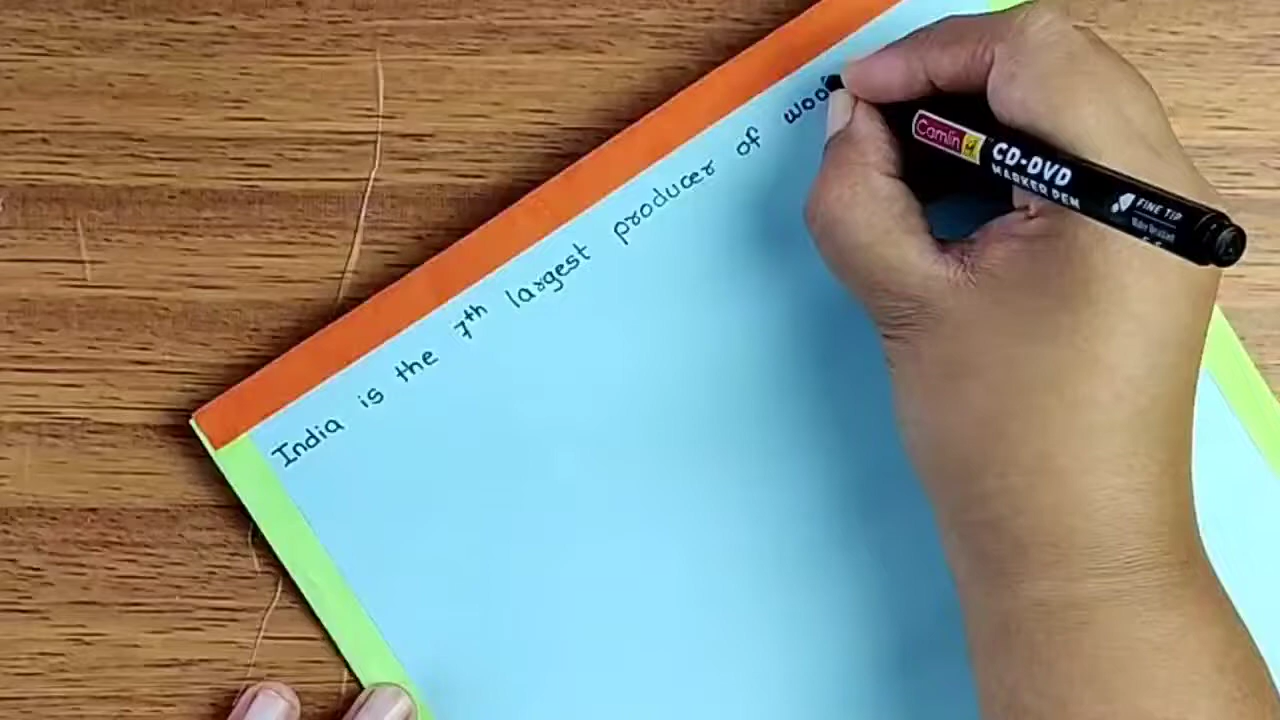 India is the 7th largest producer of woo
Camlin
CD-DVD
MARKER PEN
FINE TIP